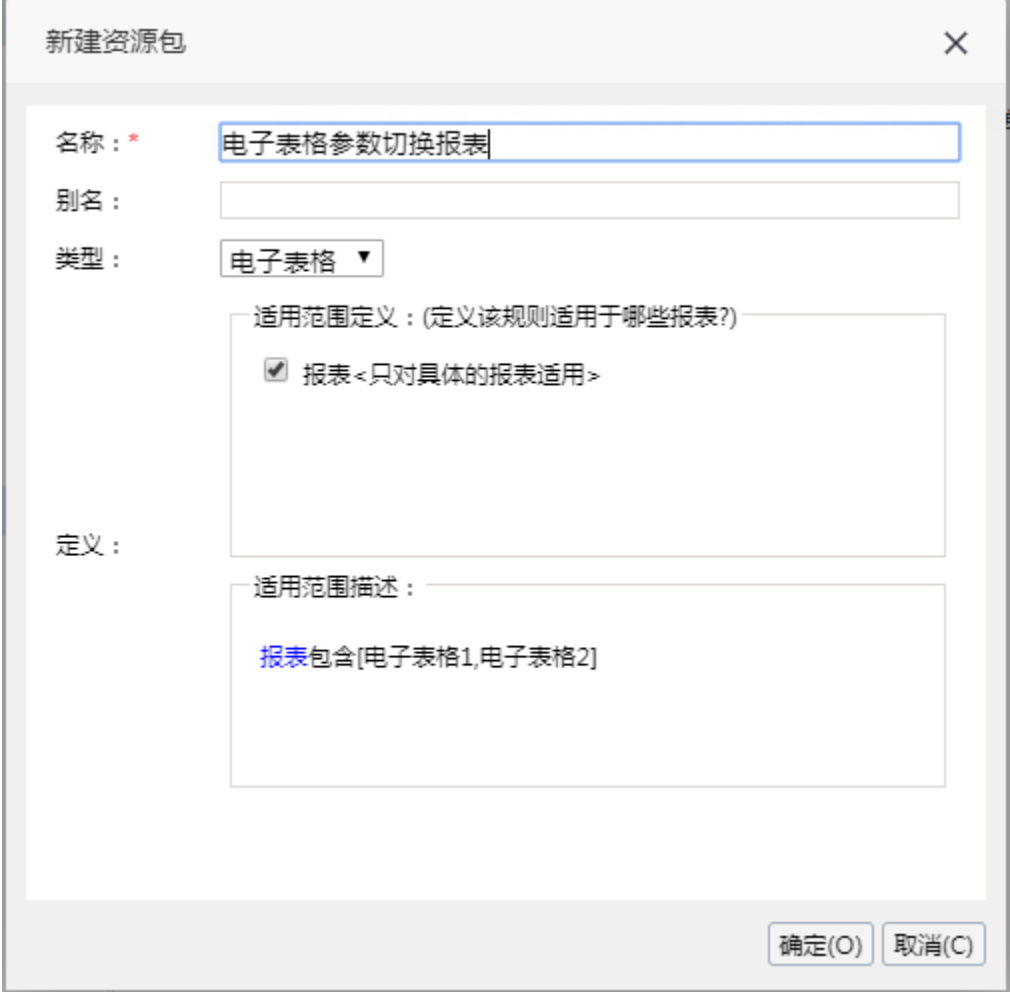 新建资源包
名称：* 电子表格参数切换报表
别名：
类型： 电子表格
适用范围定义：(定义该规则适用于哪些报表?)
报表<只对具体的报表适用>
定义：
适用范围描述：
报表包含[电子表格1,电子表格2]
确定(O) 取消(C)